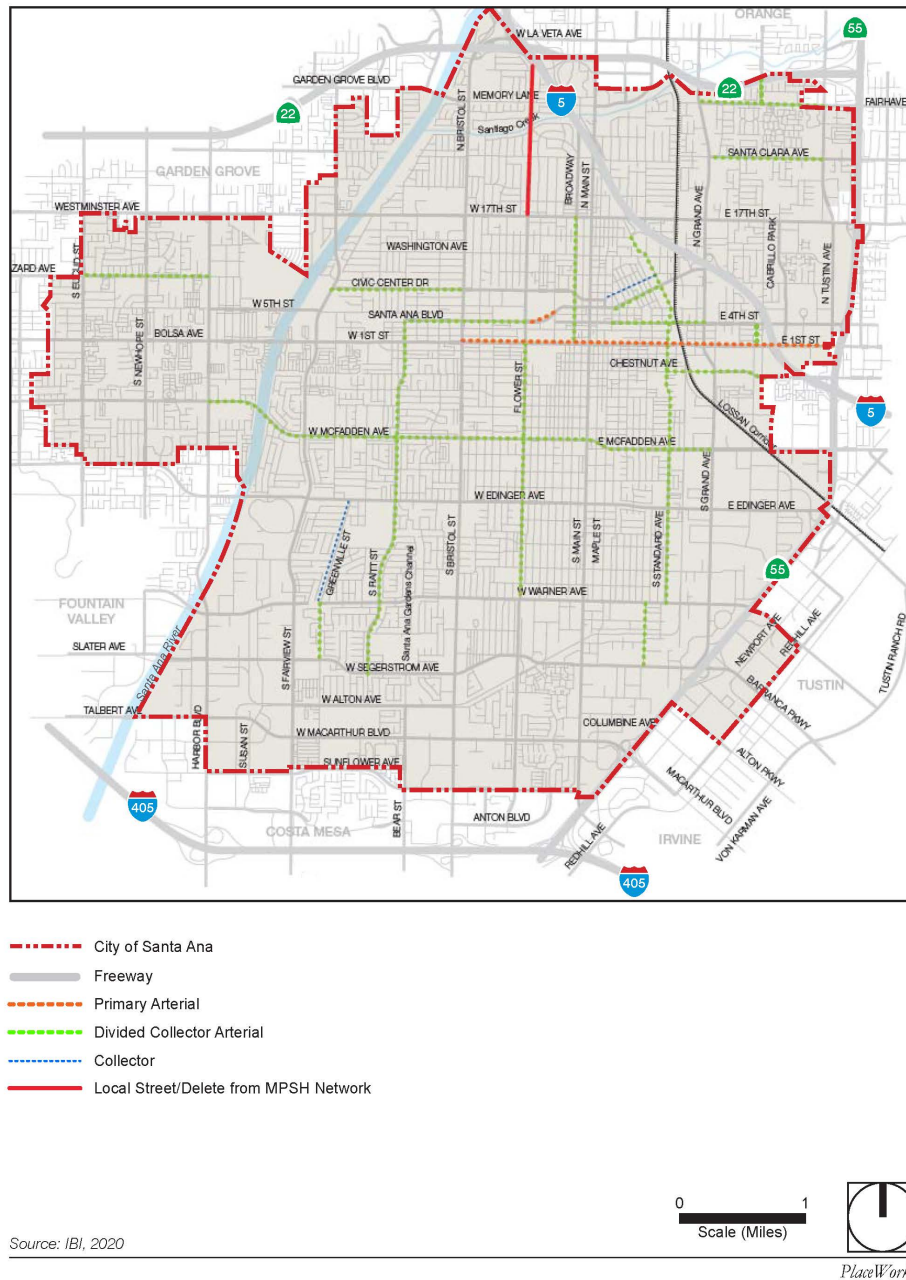 ORANGE
55
W LA VETA AVE
GARDEN GROVE BLVD
22
MEMORY LANE
5
22
FAIRHAVE
N BRISTOL ST
Santiago Creek
SANTA CLARA AVE
GARDEN GROVE
BROADWAY
N MAIN ST
N GRAND AVE
WESTMINSTER AVE
W 17TH ST
E 17TH ST
CABRILLO PARK
WASHINGTON AVE
S EUCLID ST
N TUSTIN AVE
ZARD AVE
CIVIC CENTER DR
W 5TH ST
SANTA ANA BLVD
E 4TH ST
BOLSA AVE
W 1ST ST
E 1ST ST
S NEWHOPE ST
FLOWER ST
CHESTNUT AVE
5
LOSSAN Corridor
W MCFADDEN AVE
E MCFADDEN AVE
S GRAND AVE
W EDINGER AVE
E EDINGER AVE
GREENVILLE ST
S RAITT ST
Santa Ana Gardens Channel
S BRISTOL ST
S MAIN ST
MAPLE ST
S STANDARD AVE
55
W WARNER AVE
FOUNTAIN
VALLEY
NEWPORT AVE
REDHILL AVE
SLATER AVE
Santa Ana River
S FAIRVIEW ST
W SEGERSTROM AVE
TUSTIN
TUSTIN RANCH RD
W ALTON AVE
BARRANCA PKWY
TALBERT AVE
HARBOR BLVD
SUSAN ST
COLUMBINE AVE
W MACARTHUR BLVD
SUNFLOWER AVE
ALTON PKWY
MACARTHUR BLVD
405
BEAR ST
ANTON BLVD
COSTA MESA
REDHILL AVE
IRVINE
VON KARMAN AVE
405
City of Santa Ana
Freeway
Primary Arterial
Divided Collector Arterial
Collector
Local Street/Delete from MPSH Network
0 1
Scale (Miles)
Source: IBI, 2020
PlaceWork